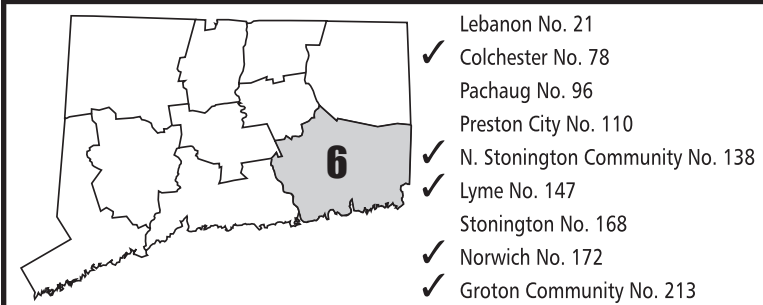 6
Lebanon No. 21
✓ Colchester No. 78
Pachaug No. 96
Preston City No. 110
✓ N. Stonington Community No. 138
✓ Lyme No. 147
Stonington No. 168
✓ Norwich No. 172
✓ Groton Community No. 213